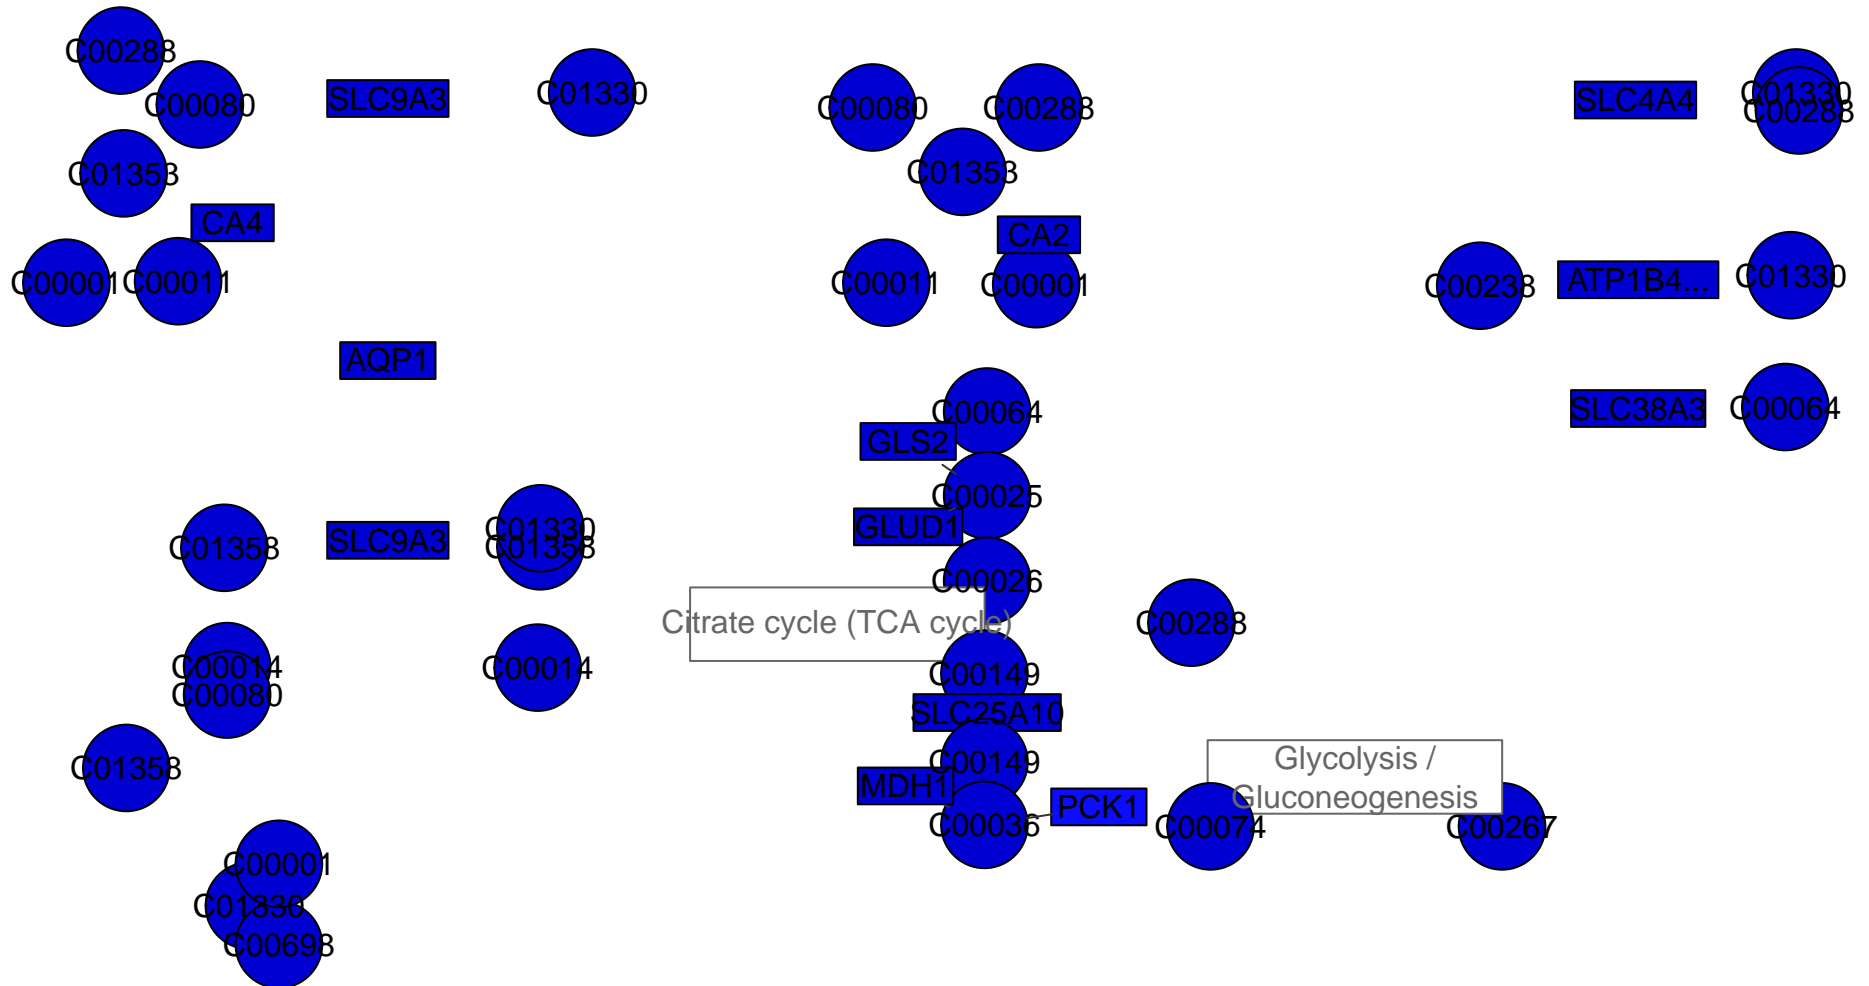 C00288
C00080
SLC9A3
C01330
C00080
C00288
SLC4A4
C01330
C00288
C01353
C01353
CA4
CA2
C00001
C00011
C00011
C00001
C00238
ATP1B4...
C01330
AQP1
C00064
SLC38A3
C00064
GLS2
C00025
GLUD1
C01330
C01358
SLC9A3
C01358
C00026
Citrate cycle (TCA cycle)
C00288
C00014
C00080
C00014
C00149
SLC25A10
C01358
C00149
MDH1
Glycolysis /
Gluconeogenesis
C00036
PCK1
C00074
C00267
C00001
C01330
C00698